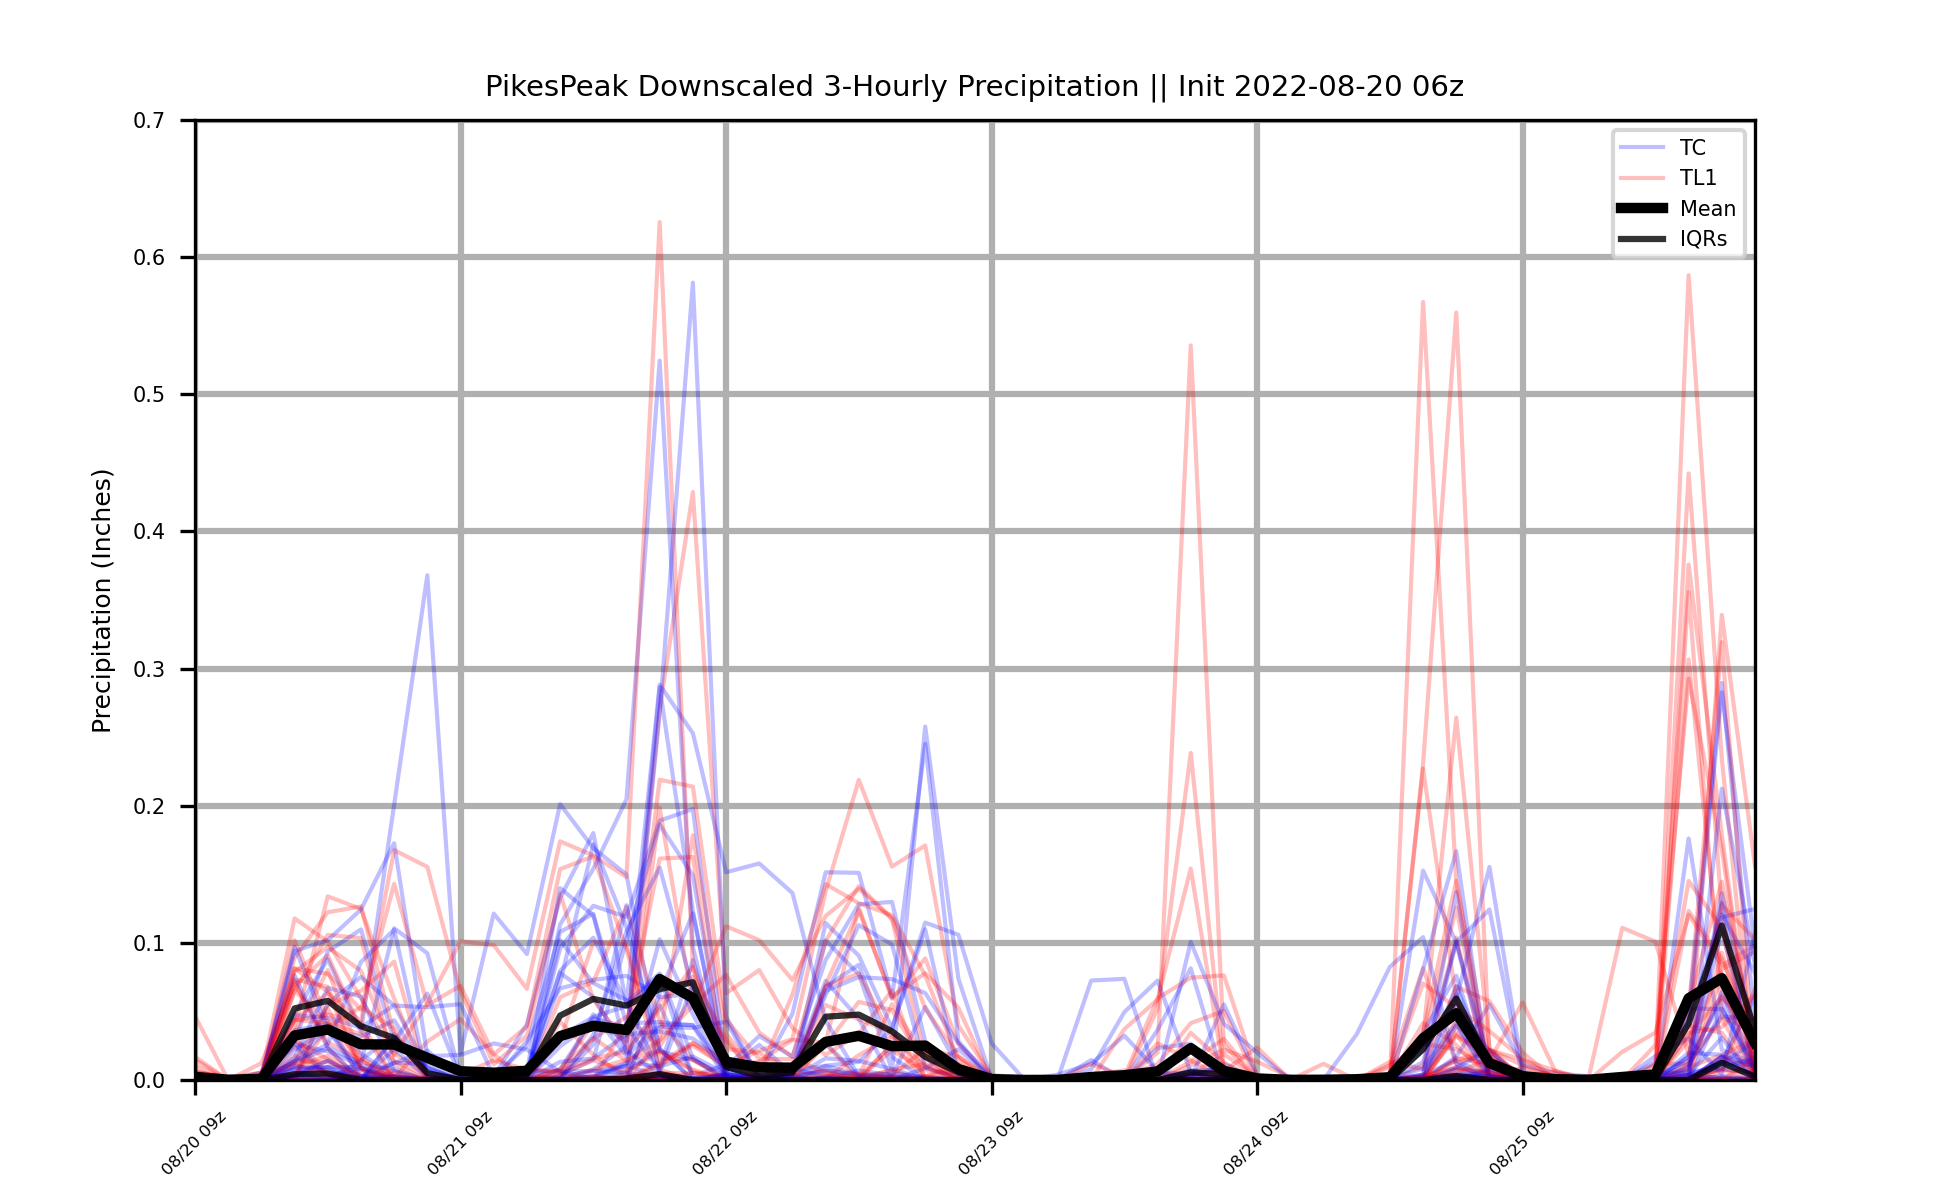 PikesPeak Downscaled 3-Hourly Precipitation || Init 2022-08-20 06z
TC
TL1
Mean
IQRs
Precipitation (Inches)
0.7
0.6
0.5
0.4
0.3
0.2
0.1
0.0
08/20 09z
08/21 09z
08/22 09z
08/23 09z
08/24 09z
08/25 09z